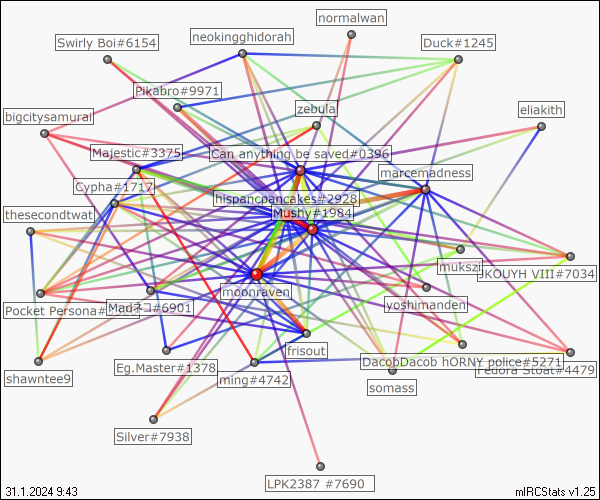 normalwan
Swirly Boi#6154
neokingghidorah
Duck#1245
Pikabro#9971
bigcitysamurai
zebula
eliakith
Majestic#3375
Can anything be saved#0396
marcemadness
Cypha#1717
hispancpancakes#2928
thesecondtwat
Mushy#1984
mukszi
JKOUYH VIII#7034
moonraven
yoshimanden
Pocket Persona#
Madネコ#6901
frisout
DacobDacob hORNY police#5271
Eg.Master#1378
Fedora Stoat#4479
shawntee9
ming#4742
somass
Silver#7938
LPK2387 #7690
31.1.2024 9:43
mIRCStats v1.25